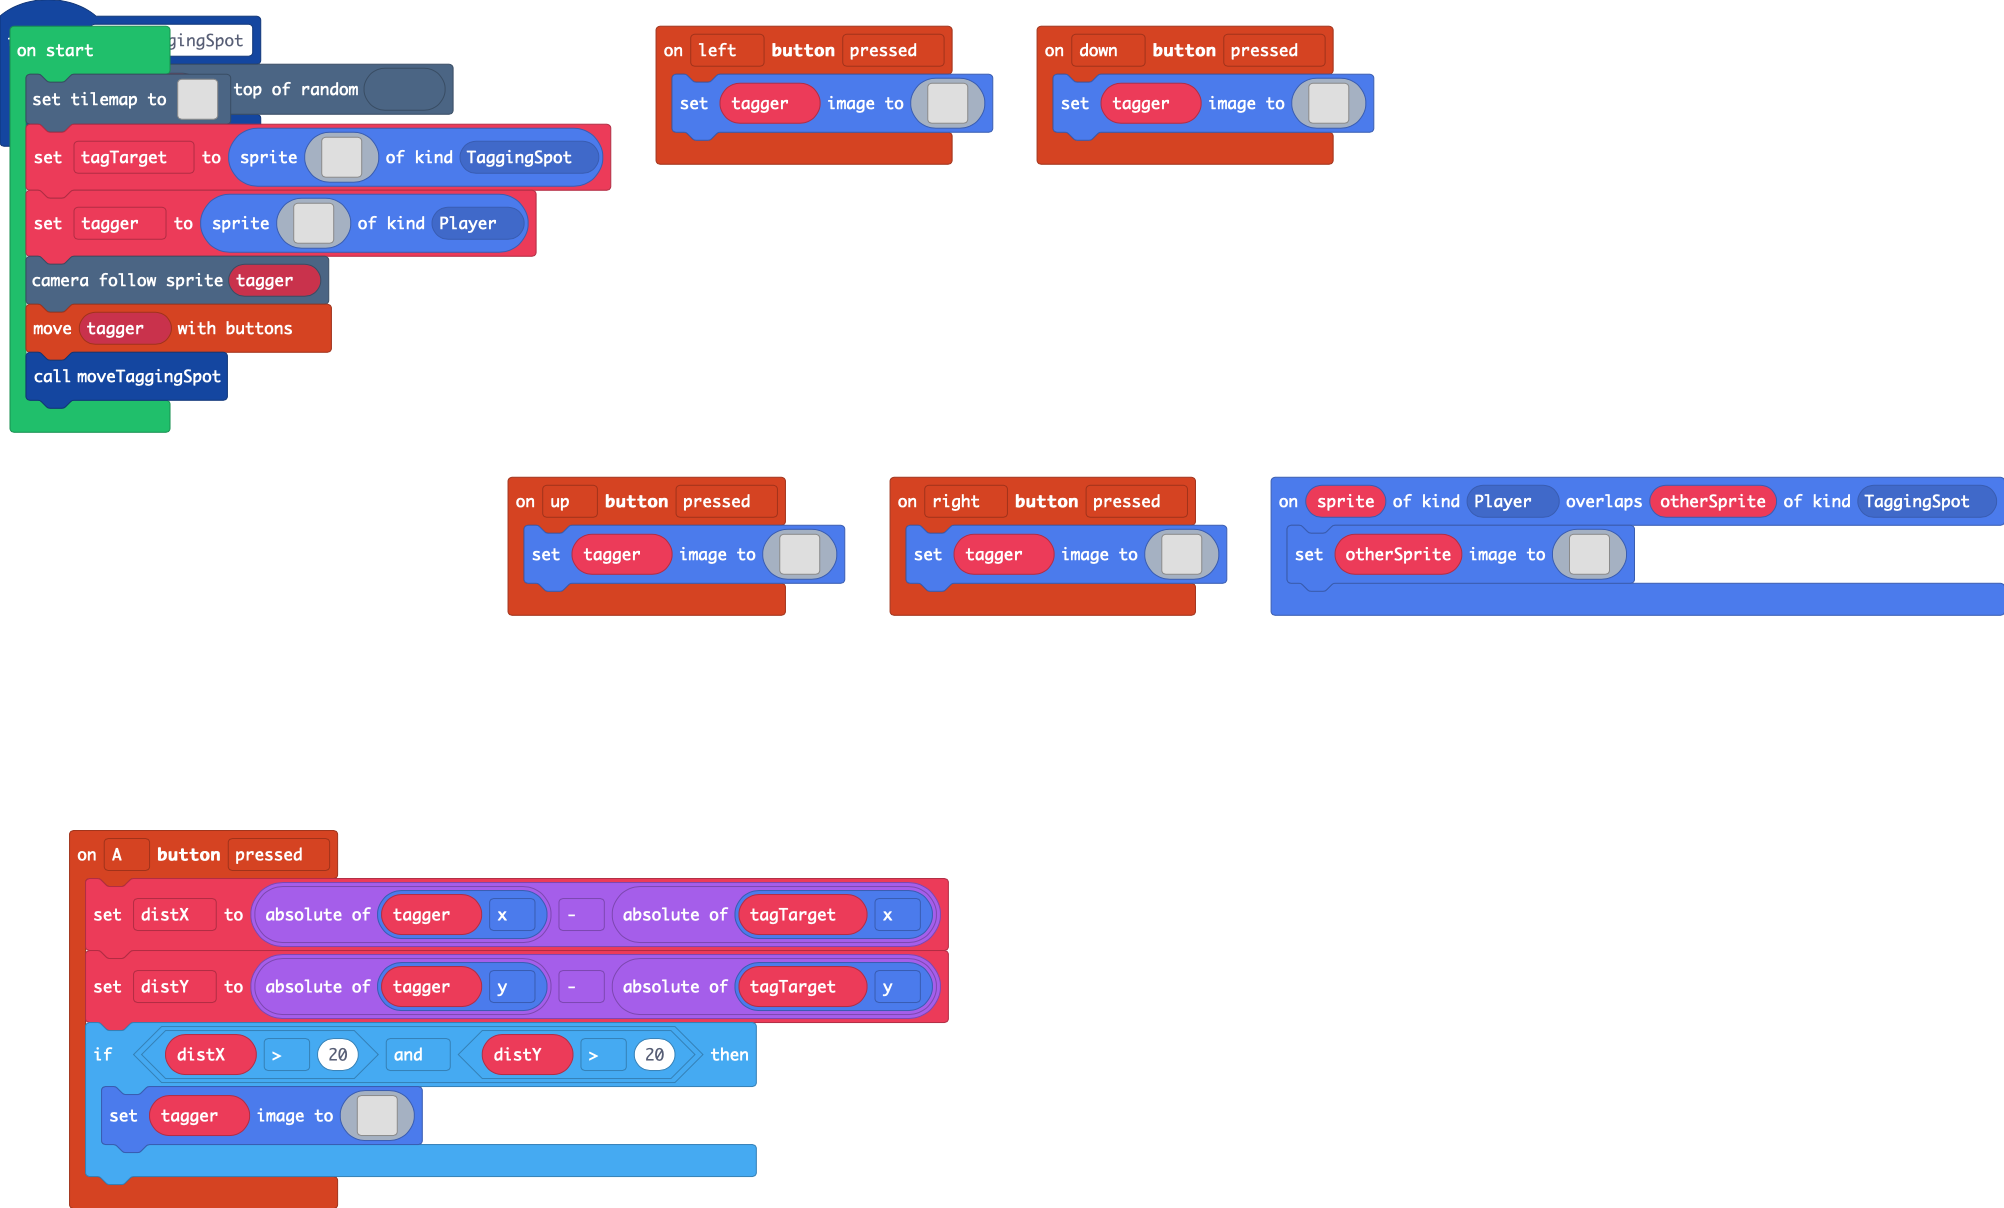 gingSpot
on start
top of random
set tilemap to
set tagTarget to sprite of kind TaggingSpot
set tagger to sprite of kind Player
camera follow sprite tagger
move tagger with buttons
call moveTaggingSpot
on left button pressed
set tagger image to
on down button pressed
set tagger image to
on up button pressed
set tagger image to
on right button pressed
set tagger image to
on sprite of kind Player overlaps otherSprite of kind TaggingSpot
set otherSprite image to
on A button pressed
set distX to absolute of tagger x - absolute of tagTarget x
set distY to absolute of tagger y - absolute of tagTarget y
if distX > 20 and distY > 20 then
set tagger image to